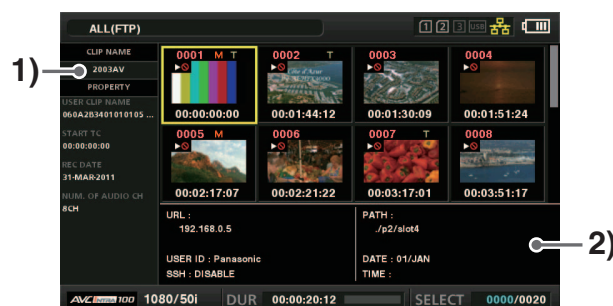 ALL(FTP)
1 2 3 USB
CLIP NAME
1)
2003AV
PROPERTY
USER CLIP NAME
060A2B3401010105 ...
START TC
00:00:00:00
REC DATE
31-MAR-2011
NUM. OF AUDIO CH
8CH
0001 M T
00:00:00:00
0002 T
Côte d'Azur
00:01:44:12
0003
00:01:30:09
0004
00:01:51:24
0005 M
00:02:17:07
0006
00:02:21:22
0007 T
00:03:17:01
0008
00:03:51:17
URL :
192.168.0.5
USER ID : Panasonic
SSH : DISABLE
PATH :
./p2/slot4
DATE : 01/JAN
TIME :
2)
AVC INTRA 100 1080/50i DUR 00:00:20:12 SELECT 0000/0020